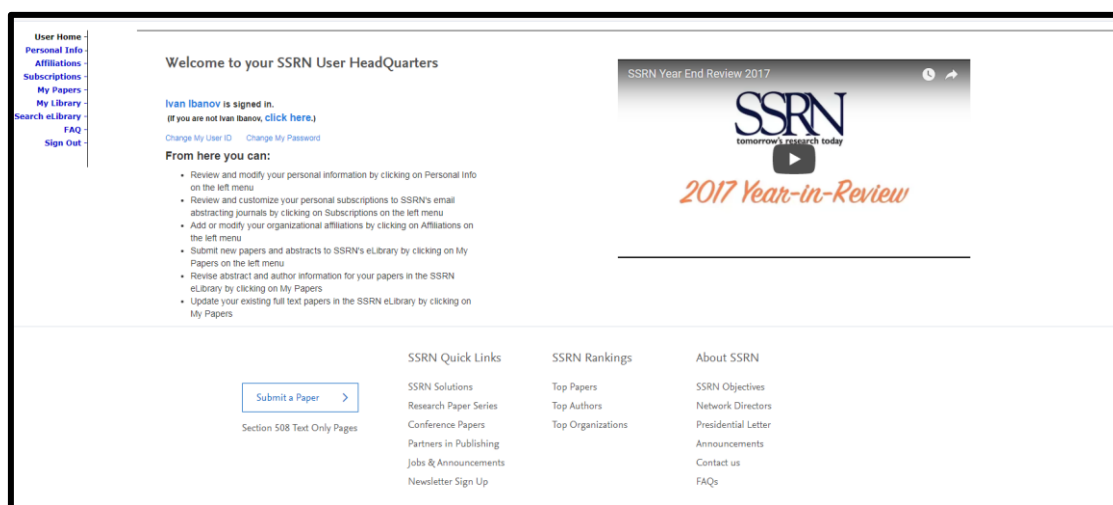 User Home
Personal Info
Affiliations
Subscriptions
My Papers
My Library
Search eLibrary
FAQ
Sign Out
Welcome to your SSRN User HeadQuarters
Ivan Ibanov is signed in.
(If you are not Ivan Ibanov, click here.)
Change My User ID Change My Password
From here you can:
• Review and modify your personal information by clicking on Personal Info
on the left menu
• Review and customize your personal subscriptions to SSRN's email
abstracting journals by clicking on Subscriptions on the left menu
• Add or modify your organizational affiliations by clicking on Affiliations on
the left menu
• Submit new papers and abstracts to SSRN's eLibrary by clicking on My
Papers on the left menu
• Revise abstract and author information for your papers in the SSRN
eLibrary by clicking on My Papers
• Update your existing full text papers in the SSRN eLibrary by clicking on
My Papers
SSRN Year End Review 2017
SSRN
tomorrow's research today
2017 Year-in-Review
Submit a Paper
Section 508 Text Only Pages
SSRN Quick Links
SSRN Solutions
Research Paper Series
Conference Papers
Partners in Publishing
Jobs & Announcements
Newsletter Sign Up
SSRN Rankings
Top Papers
Top Authors
Top Organizations
About SSRN
SSRN Objectives
Network Directors
Presidential Letter
Announcements
Contact us
FAQs